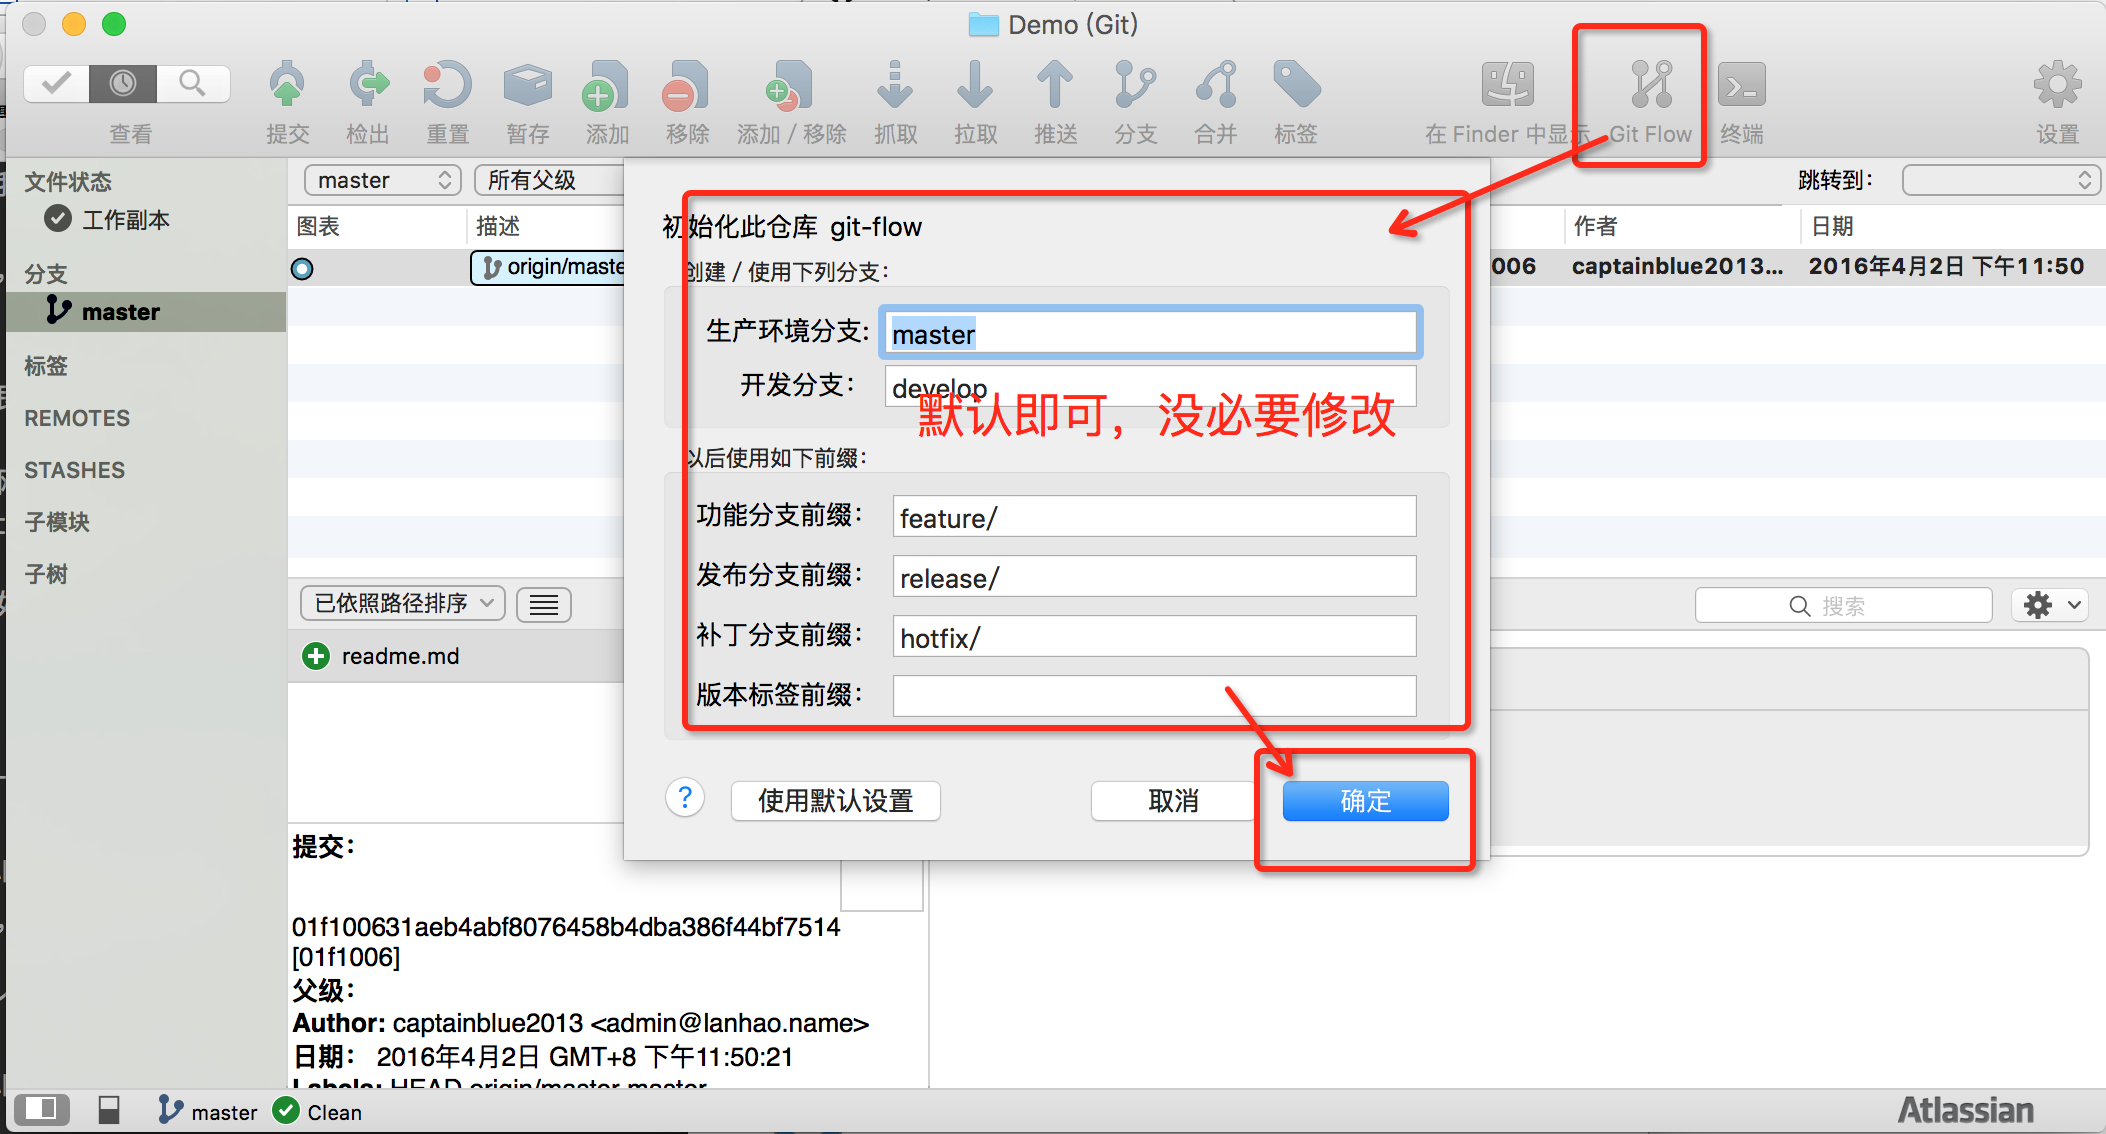 Demo (Git)
查看
提交
检出
重置
暂存
添加
移除
添加 / 移除
抓取
拉取
推送
分支
合并
标签
在 Finder 中显示
Git Flow
终端
设置
文件状态
工作副本
分支
master
标签
REMOTES
STASHES
子模块
子树
master
所有父级
跳转到：
图表
描述
作者
日期
origin/maste
006
captainblue2013...
2016年4月2日 下午11:50
初始化此仓库 git-flow
创建 / 使用下列分支：
生产环境分支:
master
开发分支：
develop
默认即可，没必要修改
以后使用如下前缀：
功能分支前缀：
feature/
发布分支前缀：
release/
补丁分支前缀：
hotfix/
版本标签前缀：
?
使用默认设置
取消
确定
已依照路径排序
搜索
readme.md
提交：
01f100631aeb4abf8076458b4dba386f44bf7514
[01f1006]
父级：
Author: captainblue2013 <admin@lanhao.name>
日期： 2016年4月2日 GMT+8 下午11:50:21
Labels: HEAD origin/master master
master
Clean
Atlassian